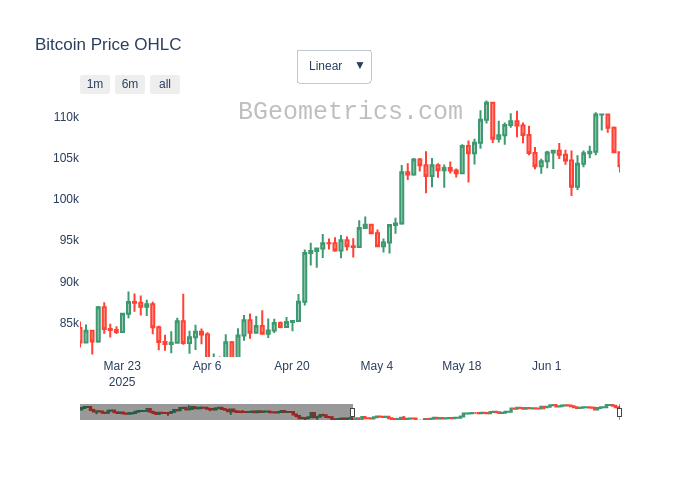 Bitcoin Price OHLC
Linear ▼
1m 6m all
BGeometrics.com
110k
105k
100k
95k
90k
85k
Mar 23 Apr 6 Apr 20 May 4 May 18 Jun 1
2025